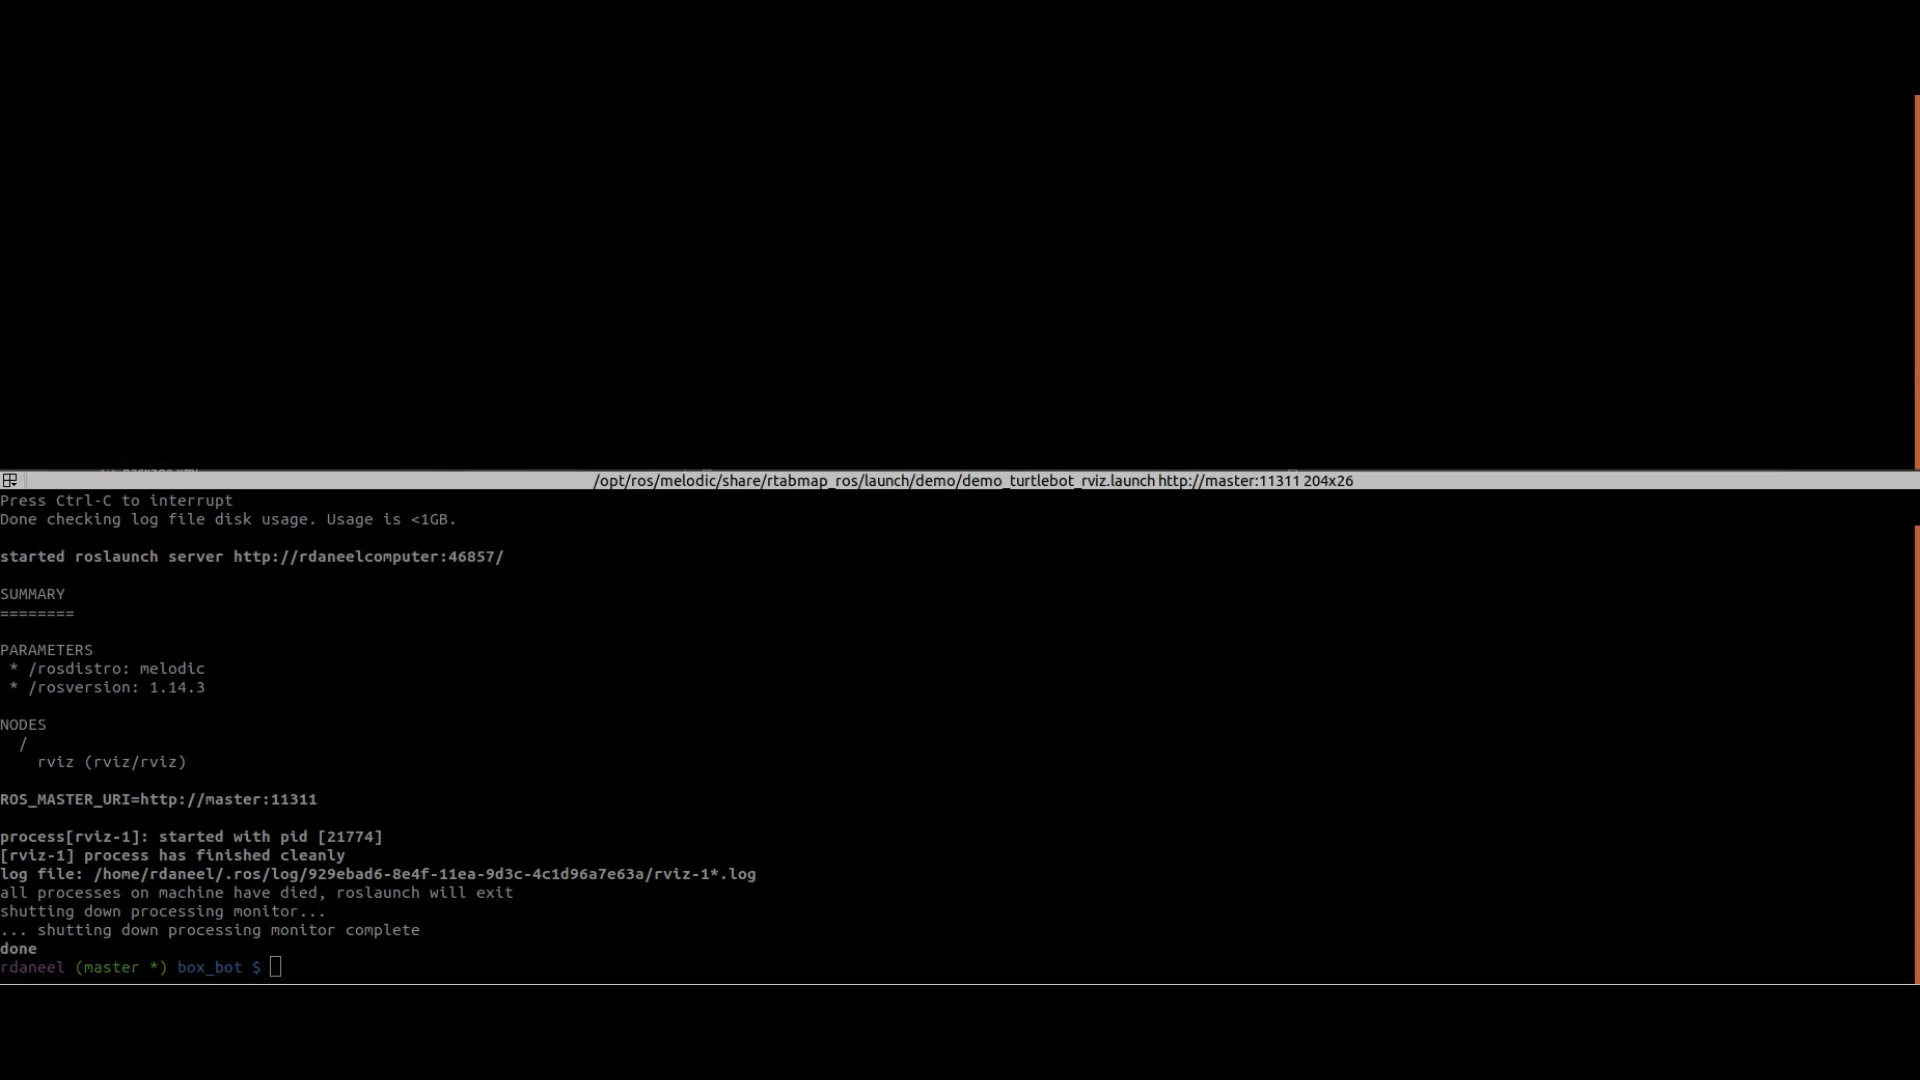 /opt/ros/melodic/share/rtabmap_ros/launch/demo/demo_turtlebot_rviz.launch http://master:11311 204x26
Press Ctrl-C to interrupt
Done checking log file disk usage. Usage is <1GB.
started roslaunch server http://rdaneelcomputer:46857/
SUMMARY
========
PARAMETERS
* /rosdistro: melodic
* /rosversion: 1.14.3
NODES
/
rviz (rviz/rviz)
ROS_MASTER_URI=http://master:11311
process[rviz-1]: started with pid [21774]
[rviz-1] process has finished cleanly
log file: /home/rdaneel/.ros/log/929ebad6-8e4f-11ea-9d3c-4c1d96a7e63a/rviz-1*.log
all processes on machine have died, roslaunch will exit
shutting down processing monitor...
... shutting down processing monitor complete
done
rdaneel (master *) box_bot $